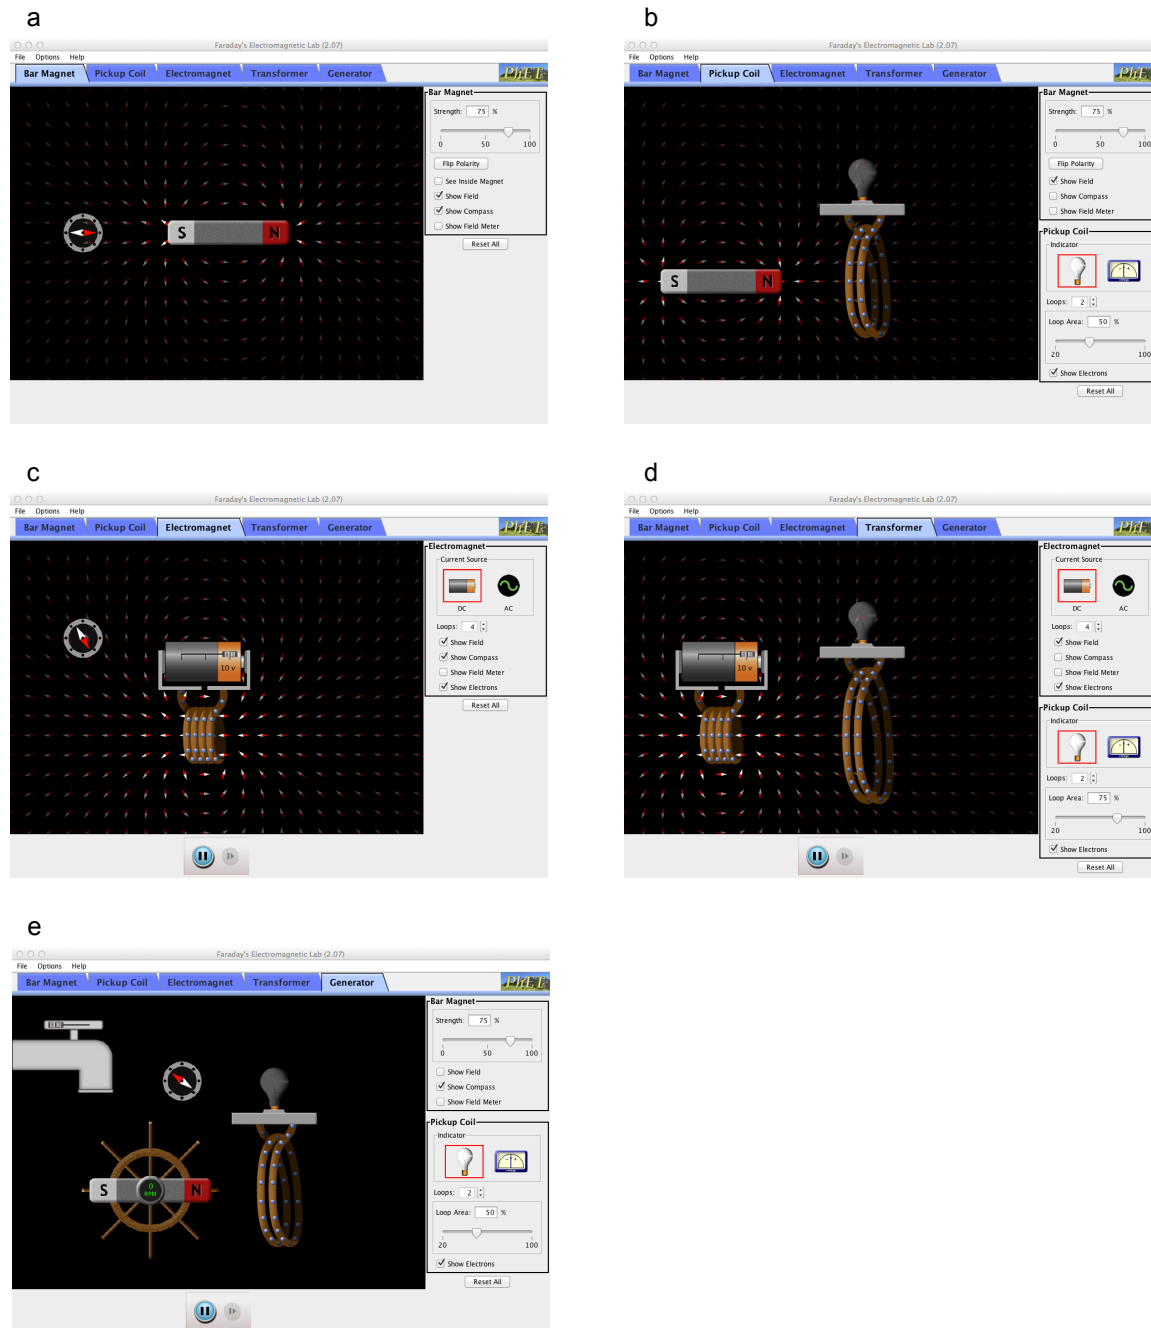 a
Faraday's Electromagnetic Lab (2.07)
File Options Help
Bar Magnet Pickup Coil Electromagnet Transformer Generator
PhET
Bar Magnet
Strength: 75 %
0 50 100
Flip Polarity
See Inside Magnet
Show Field
Show Compass
Show Field Meter
Reset All
S N
b
Faraday's Electromagnetic Lab (2.07)
File Options Help
Bar Magnet Pickup Coil Electromagnet Transformer Generator
PhET
Bar Magnet
Strength: 75 %
0 50 100
Flip Polarity
Show Field
Show Compass
Show Field Meter
Pickup Coil
Indicator
Loops: 2
Loop Area: 50 %
20 100
Show Electrons
Reset All
S N
c
Faraday's Electromagnetic Lab (2.07)
File Options Help
Bar Magnet Pickup Coil Electromagnet Transformer Generator
PhET
Electromagnet
Current Source
DC AC
Loops: 4
Show Field
Show Compass
Show Field Meter
Show Electrons
Reset All
10 v
d
Faraday's Electromagnetic Lab (2.07)
File Options Help
Bar Magnet Pickup Coil Electromagnet Transformer Generator
PhET
Electromagnet
Current Source
DC AC
Loops: 4
Show Field
Show Compass
Show Field Meter
Show Electrons
Pickup Coil
Indicator
Loops: 2
Loop Area: 75 %
20 100
Show Electrons
Reset All
10 v
e
Faraday's Electromagnetic Lab (2.07)
File Options Help
Bar Magnet Pickup Coil Electromagnet Transformer Generator
PhET
Bar Magnet
Strength: 75 %
0 50 100
Show Field
Show Compass
Show Field Meter
Pickup Coil
Indicator
Loops: 2
Loop Area: 50 %
20 100
Show Electrons
Reset All
S 0 N
RPM